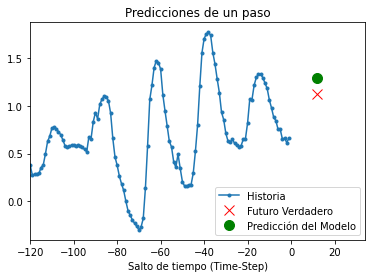 Predicciones de un paso
1.5
1.0
0.5
0.0
Historia
Futuro Verdadero
Predicción del Modelo
−120
−100
−80
−60
−40
−20
0
20
Salto de tiempo (Time-Step)